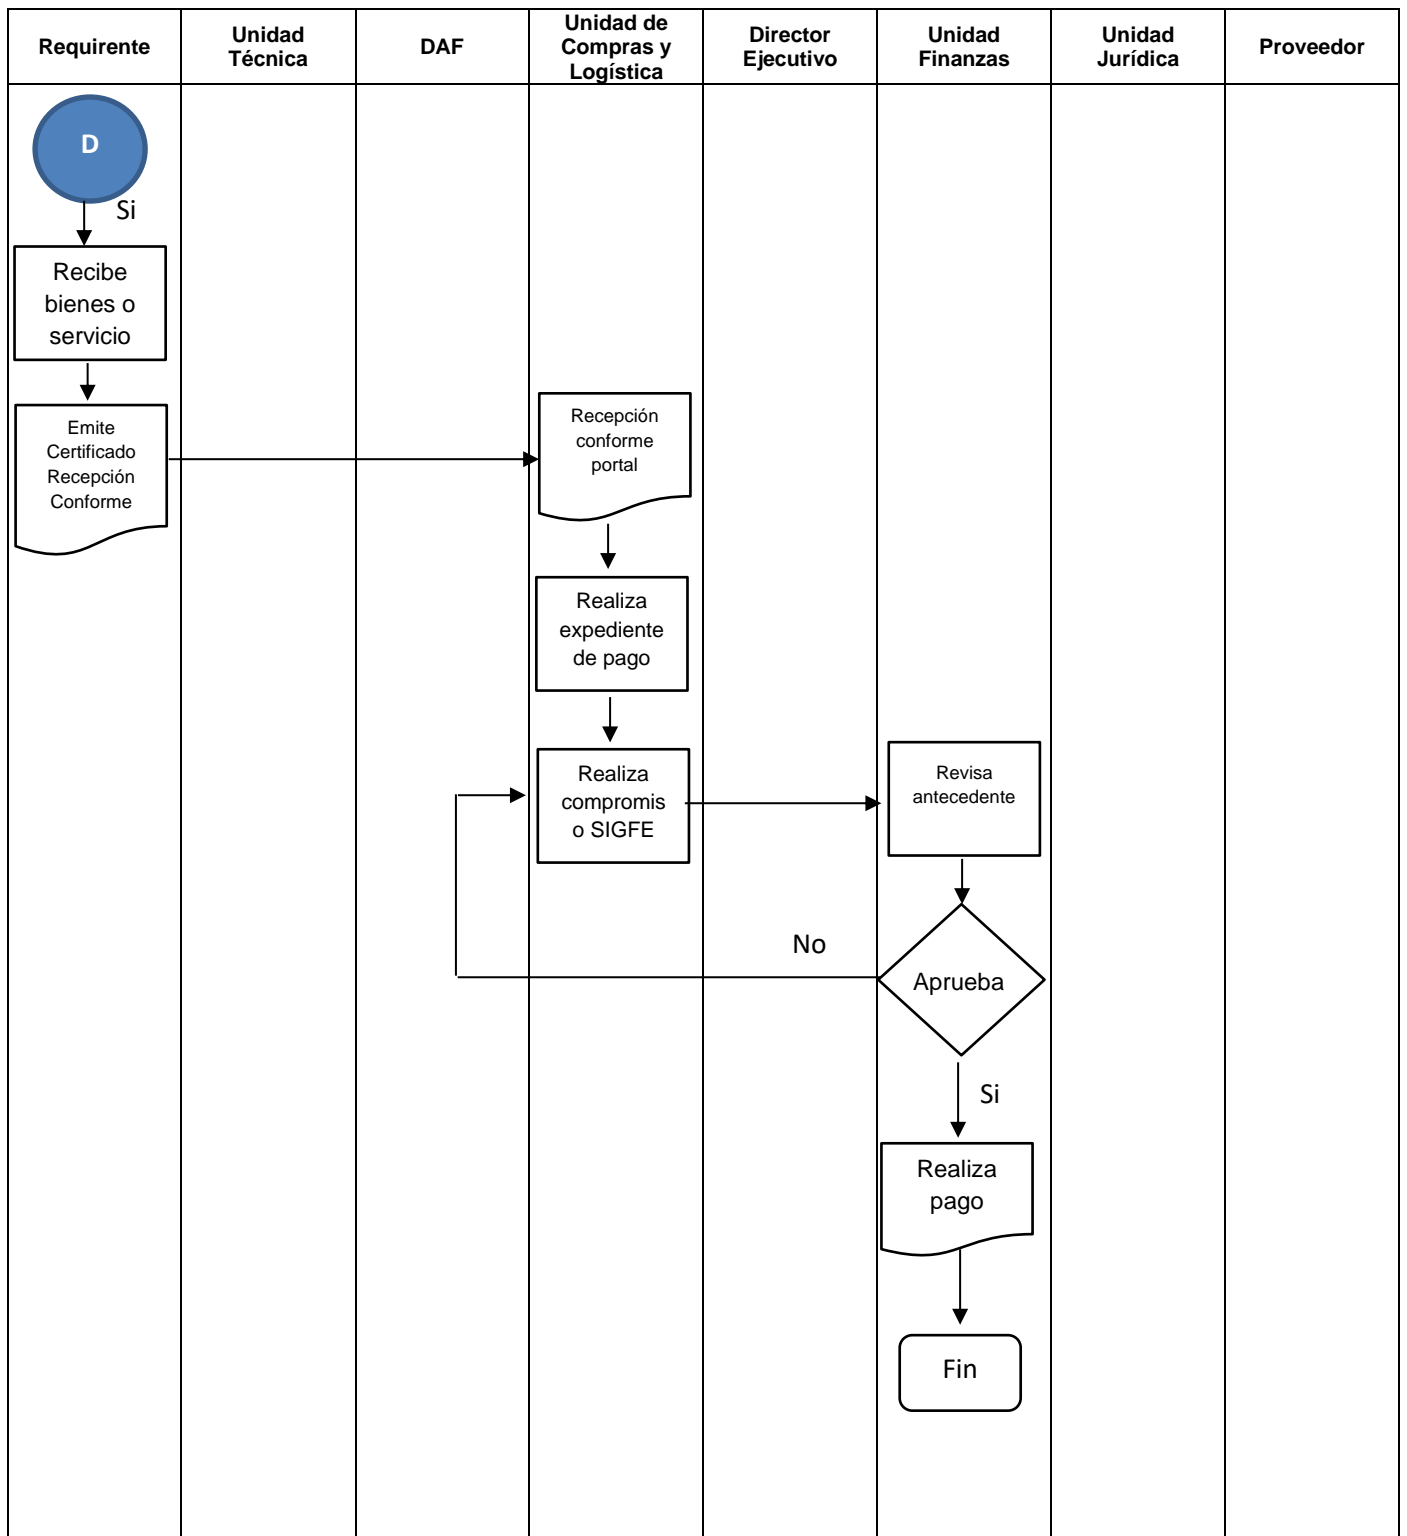 Requirente
Unidad
Técnica
DAF
Unidad de
Compras y
Logística
Director
Ejecutivo
Unidad
Finanzas
Unidad
Jurídica
Proveedor
D
Si
Recibe
bienes o
servicio
Emite
Certificado
Recepción
Conforme
Recepción
conforme
portal
Realiza
expediente
de pago
Realiza
compromis
o SIGFE
Revisa
antecedente
No
Aprueba
Si
Realiza
pago
Fin